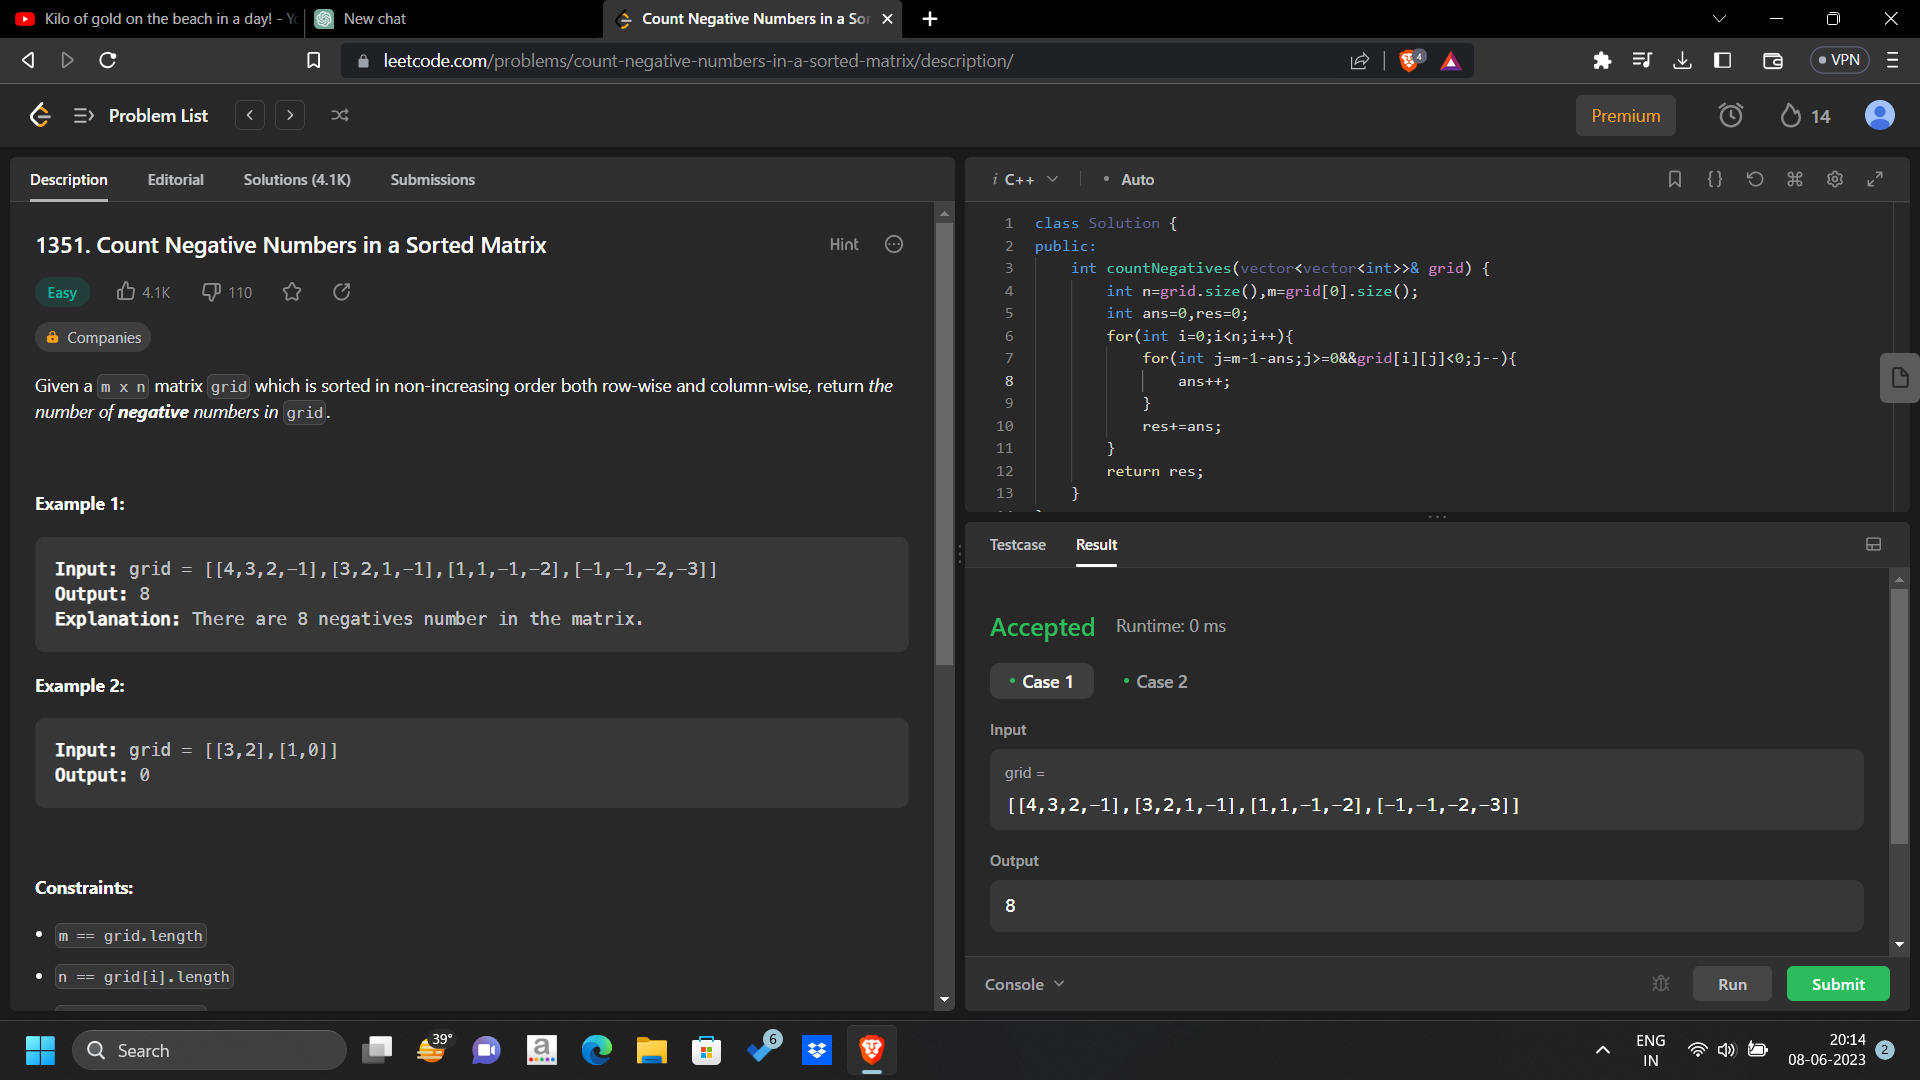 Kilo of gold on the beach in a day! - Yo
New chat
Count Negative Numbers in a Sor
leetcode.com/problems/count-negative-numbers-in-a-sorted-matrix/description/
4
VPN
Problem List
Premium
14
Description Editorial Solutions (4.1K) Submissions
1351. Count Negative Numbers in a Sorted Matrix
Hint
Easy 4.1K 110
Companies
Given a m x n matrix grid which is sorted in non-increasing order both row-wise and column-wise, return the
number of negative numbers in grid.
Example 1:
Input: grid = [[4,3,2,-1],[3,2,1,-1],[1,1,-1,-2],[-1,-1,-2,-3]]
Output: 8
Explanation: There are 8 negatives number in the matrix.
Example 2:
Input: grid = [[3,2],[1,0]]
Output: 0
Constraints:
m == grid.length
n == grid[i].length
i C++ • Auto
1 class Solution {
2 public:
3 int countNegatives(vector<vector<int>>& grid) {
4 int n=grid.size(),m=grid[0].size();
5 int ans=0,res=0;
6 for(int i=0;i<n;i++){
7 for(int j=m-1-ans;j>=0&&grid[i][j]<0;j--){
8 ans++;
9 }
10 res+=ans;
11 }
12 return res;
13 }
Testcase Result
Accepted Runtime: 0 ms
• Case 1 • Case 2
Input
grid =
[[4,3,2,-1],[3,2,1,-1],[1,1,-1,-2],[-1,-1,-2,-3]]
Output
8
Console Run Submit
Search
39°
a
6
ENG
IN
20:14
08-06-2023
2